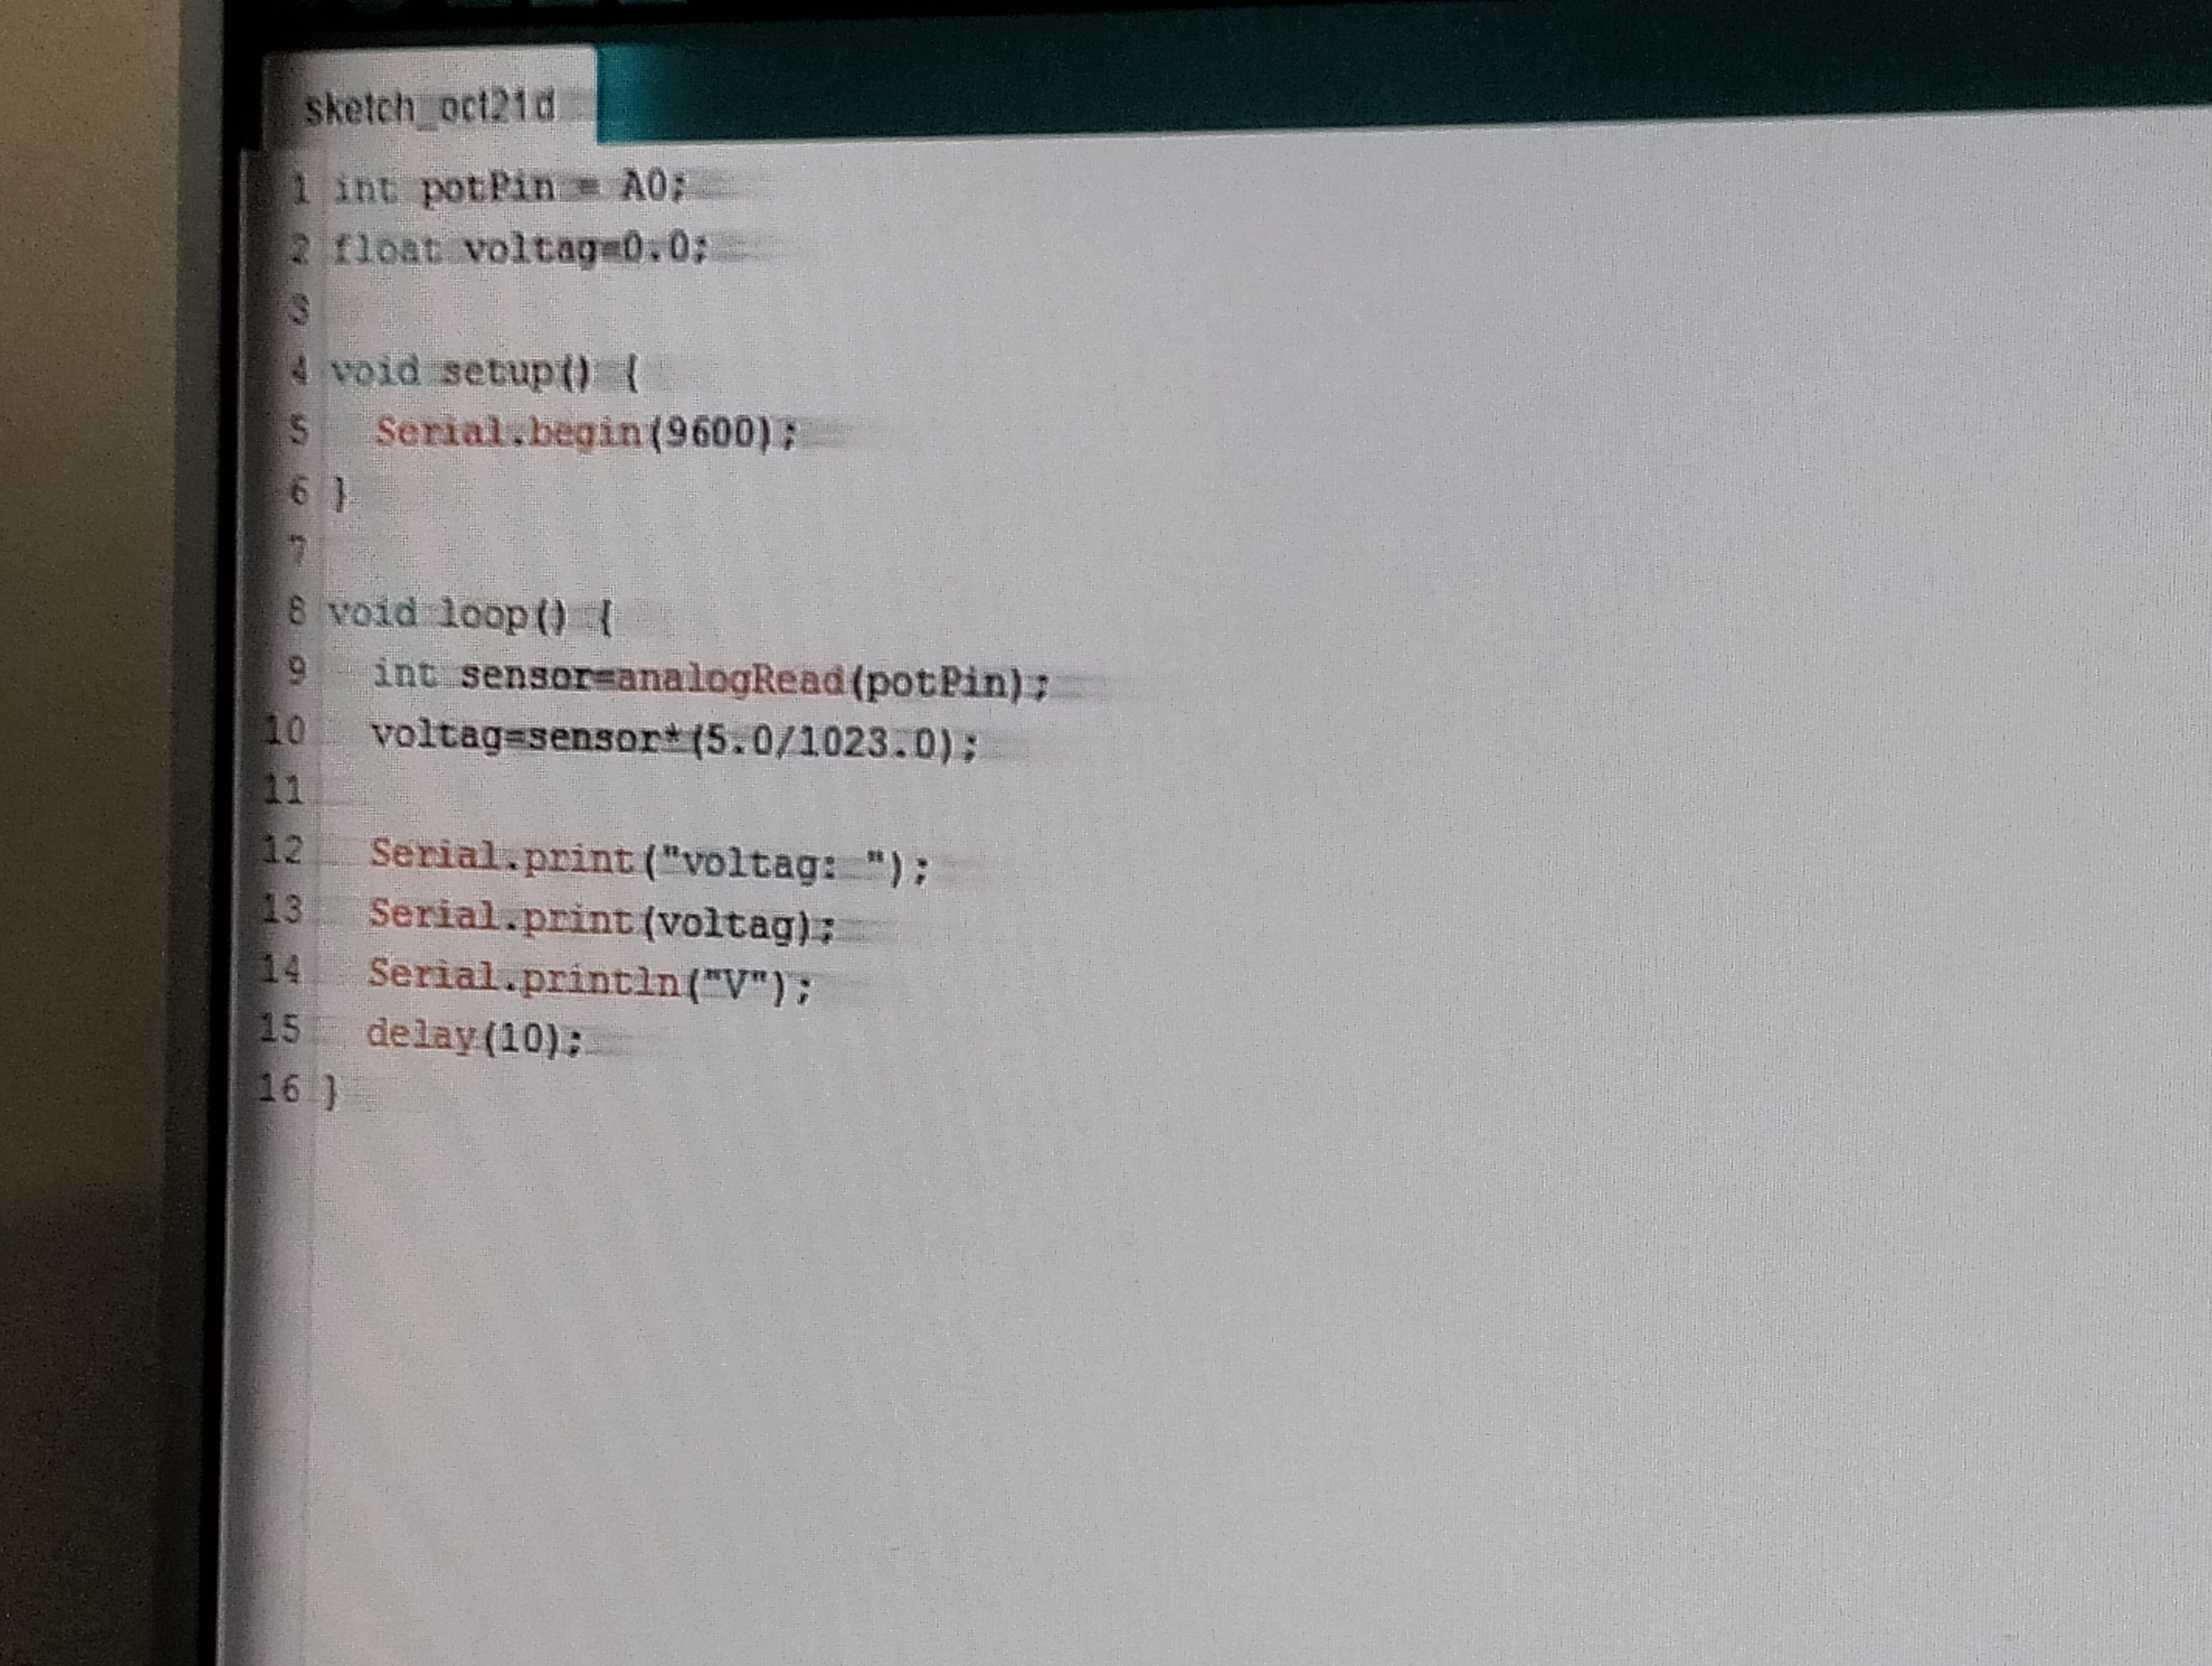 sketch_oct21d
1 int potPin = A0;
2 float voltag=0.0;
3
4 void setup() {
5   Serial.begin(9600);
6 }
7
8 void loop() {
9   int sensor=analogRead(potPin);
10   voltag=sensor*(5.0/1023.0);
11
12   Serial.print("voltag: ");
13   Serial.print(voltag);
14   Serial.println("V");
15   delay(10);
16 }